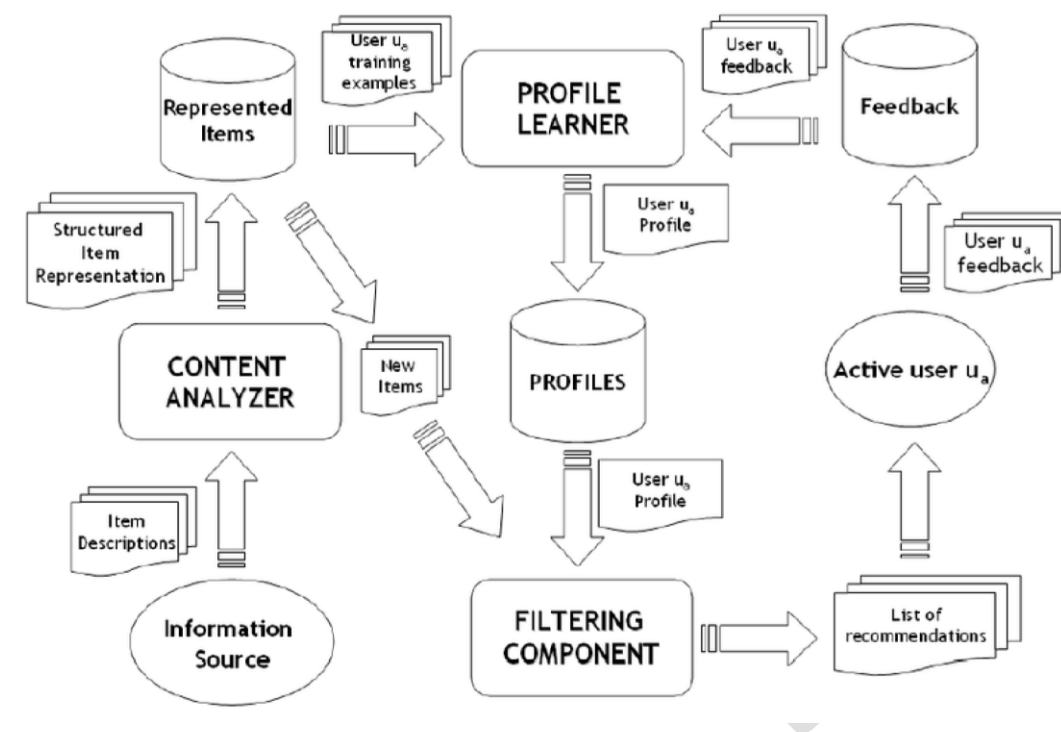 User uₐ
training
examples
Represented
Items
PROFILE
LEARNER
User uₐ
feedback
Feedback
Structured
Item
Representation
User uₐ
Profile
User uₐ
feedback
CONTENT
ANALYZER
New
Items
PROFILES
Active user uₐ
Item
Descriptions
User uₐ
Profile
Information
Source
FILTERING
COMPONENT
List of
recommendations